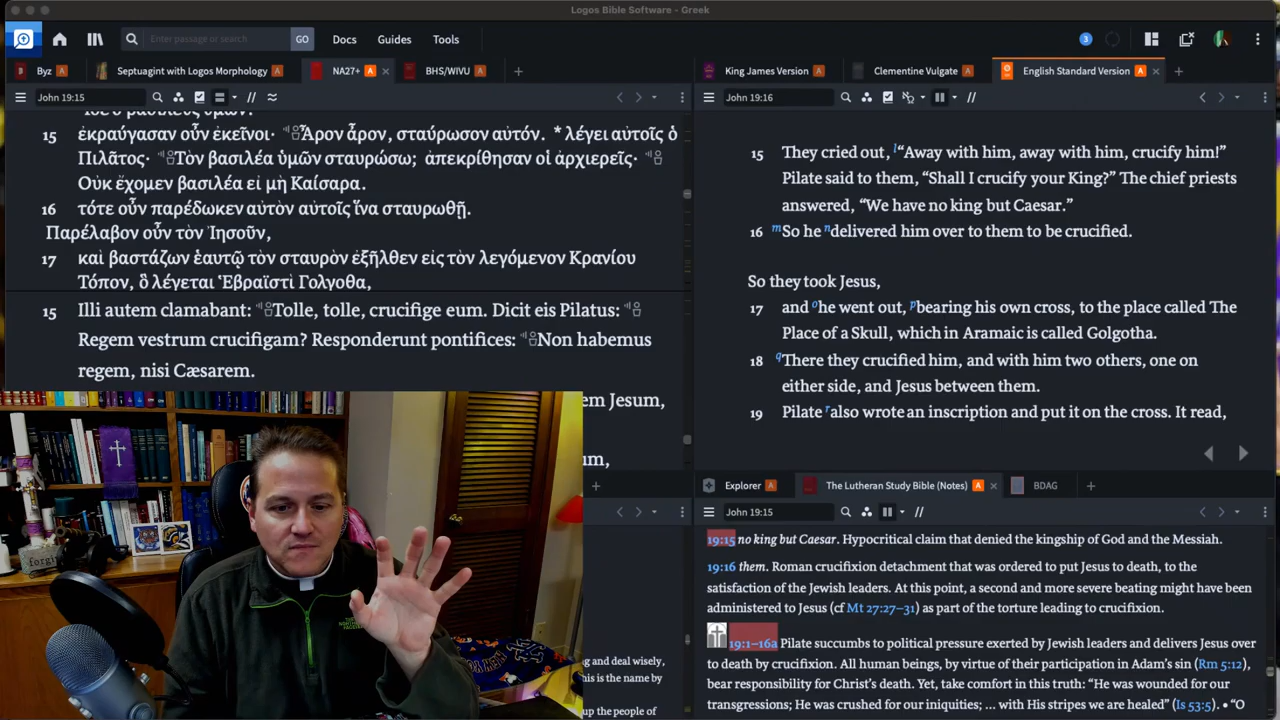 Logos Bible Software - Greek
Enter passage or search GO Docs Guides Tools 3
Byz A Septuagint with Logos Morphology A NA27+ A BHS/WIVU A
John 19:15
15 ἐκραύγασαν οὖν ἐκεῖνοι· Ἆρον ἆρον, σταύρωσον αὐτόν. * λέγει αὐτοῖς ὁ
Πιλᾶτος· Τὸν βασιλέα ὑμῶν σταυρώσω; ἀπεκρίθησαν οἱ ἀρχιερεῖς·
Οὐκ ἔχομεν βασιλέα εἰ μὴ Καίσαρα.
16 τότε οὖν παρέδωκεν αὐτὸν αὐτοῖς ἵνα σταυρωθῇ.
Παρέλαβον οὖν τὸν Ἰησοῦν,
17 καὶ βαστάζων ἑαυτῷ τὸν σταυρὸν ἐξῆλθεν εἰς τὸν λεγόμενον Κρανίου
Τόπον, ὃ λέγεται Ἑβραϊστὶ Γολγοθα,
15 Illi autem clamabant: Tolle, tolle, crucifige eum. Dicit eis Pilatus:
Regem vestrum crucifigam? Responderunt pontifices: Non habemus
regem, nisi Cæsarem.
em Jesum,
um,
g and deal wisely,
his is the name by
up the people of
King James Version A Clementine Vulgate A English Standard Version A
John 19:16
15 They cried out, l“Away with him, away with him, crucify him!”
Pilate said to them, “Shall I crucify your King?” The chief priests
answered, “We have no king but Caesar.”
16 mSo he ndelivered him over to them to be crucified.
So they took Jesus,
17 and ohe went out, pbearing his own cross, to the place called The
Place of a Skull, which in Aramaic is called Golgotha.
18 qThere they crucified him, and with him two others, one on
either side, and Jesus between them.
19 Pilate ralso wrote an inscription and put it on the cross. It read,
Explorer A The Lutheran Study Bible (Notes) A BDAG
John 19:15
19:15 no king but Caesar. Hypocritical claim that denied the kingship of God and the Messiah.
19:16 them. Roman crucifixion detachment that was ordered to put Jesus to death, to the
satisfaction of the Jewish leaders. At this point, a second and more severe beating might have been
administered to Jesus (cf Mt 27:27–31) as part of the torture leading to crucifixion.
19:1–16a Pilate succumbs to political pressure exerted by Jewish leaders and delivers Jesus over
to death by crucifixion. All human beings, by virtue of their participation in Adam’s sin (Rm 5:12),
bear responsibility for Christ’s death. Yet, take comfort in this truth: “He was wounded for our
transgressions; He was crushed for our iniquities; ... with His stripes we are healed” (Is 53:5). • “O